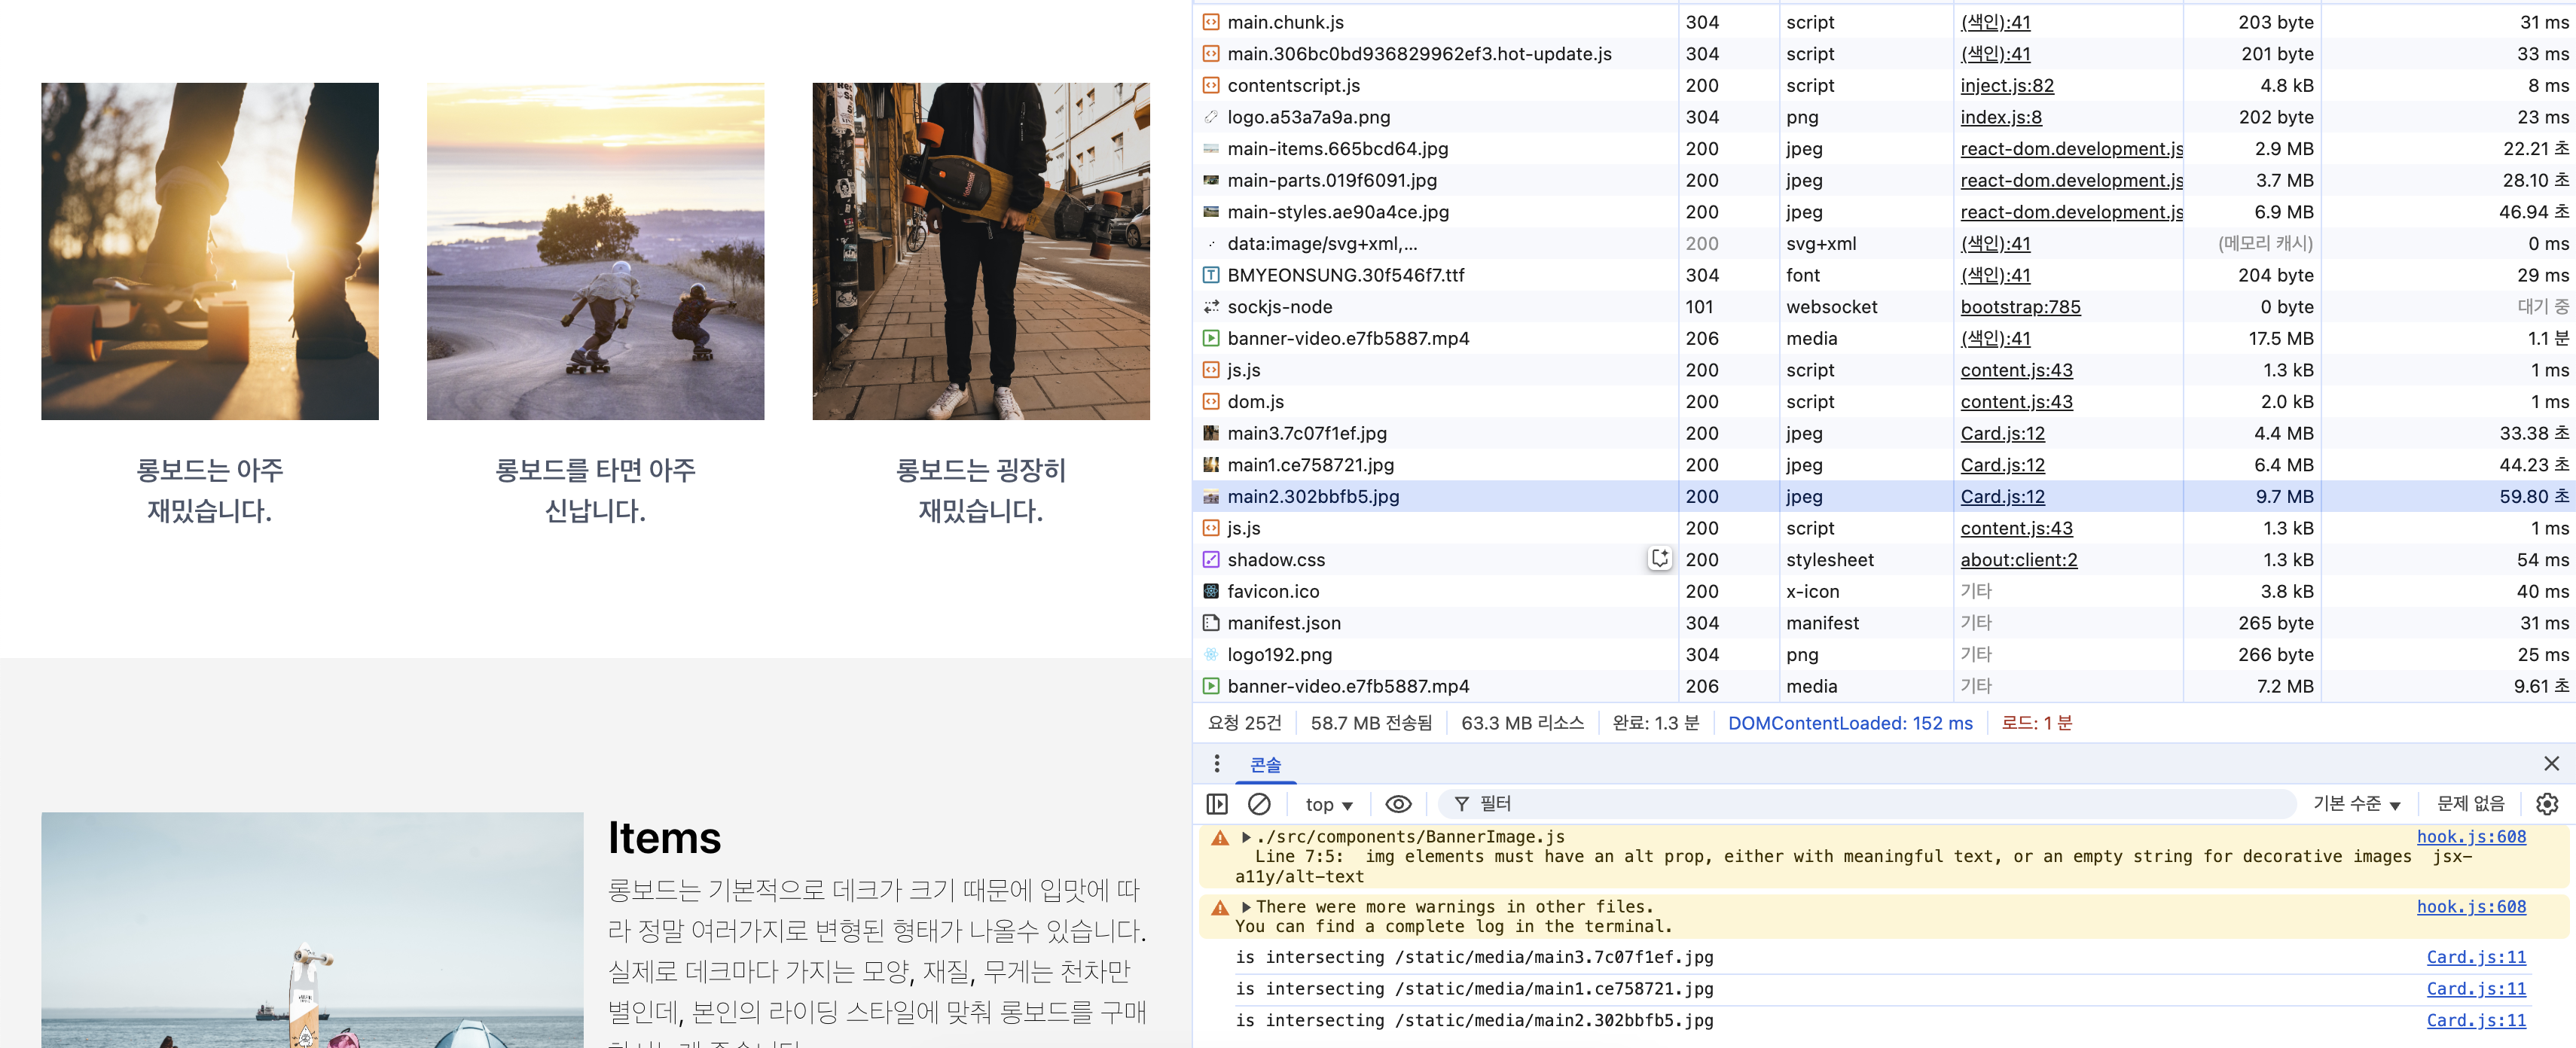 롱보드는 아주
재밌습니다.
롱보드를 타면 아주
신납니다.
롱보드는 굉장히
재밌습니다.
Items
롱보드는 기본적으로 데크가 크기 때문에 입맛에 따
라 정말 여러가지로 변형된 형태가 나올수 있습니다.
실제로 데크마다 가지는 모양, 재질, 무게는 천차만
별인데, 본인의 라이딩 스타일에 맞춰 롱보드를 구매
main.chunk.js 304 script (색인):41 203 byte 31 ms
main.306bc0bd936829962ef3.hot-update.js 304 script (색인):41 201 byte 33 ms
contentscript.js 200 script inject.js:82 4.8 kB 8 ms
logo.a53a7a9a.png 304 png index.js:8 202 byte 23 ms
main-items.665bcd64.jpg 200 jpeg react-dom.development.js 2.9 MB 22.21 초
main-parts.019f6091.jpg 200 jpeg react-dom.development.js 3.7 MB 28.10 초
main-styles.ae90a4ce.jpg 200 jpeg react-dom.development.js 6.9 MB 46.94 초
data:image/svg+xml,... 200 svg+xml (색인):41 (메모리 캐시) 0 ms
BMYEONSUNG.30f546f7.ttf 304 font (색인):41 204 byte 29 ms
sockjs-node 101 websocket bootstrap:785 0 byte 대기 중
banner-video.e7fb5887.mp4 206 media (색인):41 17.5 MB 1.1 분
js.js 200 script content.js:43 1.3 kB 1 ms
dom.js 200 script content.js:43 2.0 kB 1 ms
main3.7c07f1ef.jpg 200 jpeg Card.js:12 4.4 MB 33.38 초
main1.ce758721.jpg 200 jpeg Card.js:12 6.4 MB 44.23 초
main2.302bbfb5.jpg 200 jpeg Card.js:12 9.7 MB 59.80 초
js.js 200 script content.js:43 1.3 kB 1 ms
shadow.css 200 stylesheet about:client:2 1.3 kB 54 ms
favicon.ico 200 x-icon 기타 3.8 kB 40 ms
manifest.json 304 manifest 기타 265 byte 31 ms
logo192.png 304 png 기타 266 byte 25 ms
banner-video.e7fb5887.mp4 206 media 기타 7.2 MB 9.61 초
요청 25건 58.7 MB 전송됨 63.3 MB 리소스 완료: 1.3 분 DOMContentLoaded: 152 ms 로드: 1 분
콘솔
top 필터 기본 수준 문제 없음
./src/components/BannerImage.js hook.js:608
Line 7:5: img elements must have an alt prop, either with meaningful text, or an empty string for decorative images jsx-
a11y/alt-text
There were more warnings in other files. hook.js:608
You can find a complete log in the terminal.
is intersecting /static/media/main3.7c07f1ef.jpg Card.js:11
is intersecting /static/media/main1.ce758721.jpg Card.js:11
is intersecting /static/media/main2.302bbfb5.jpg Card.js:11